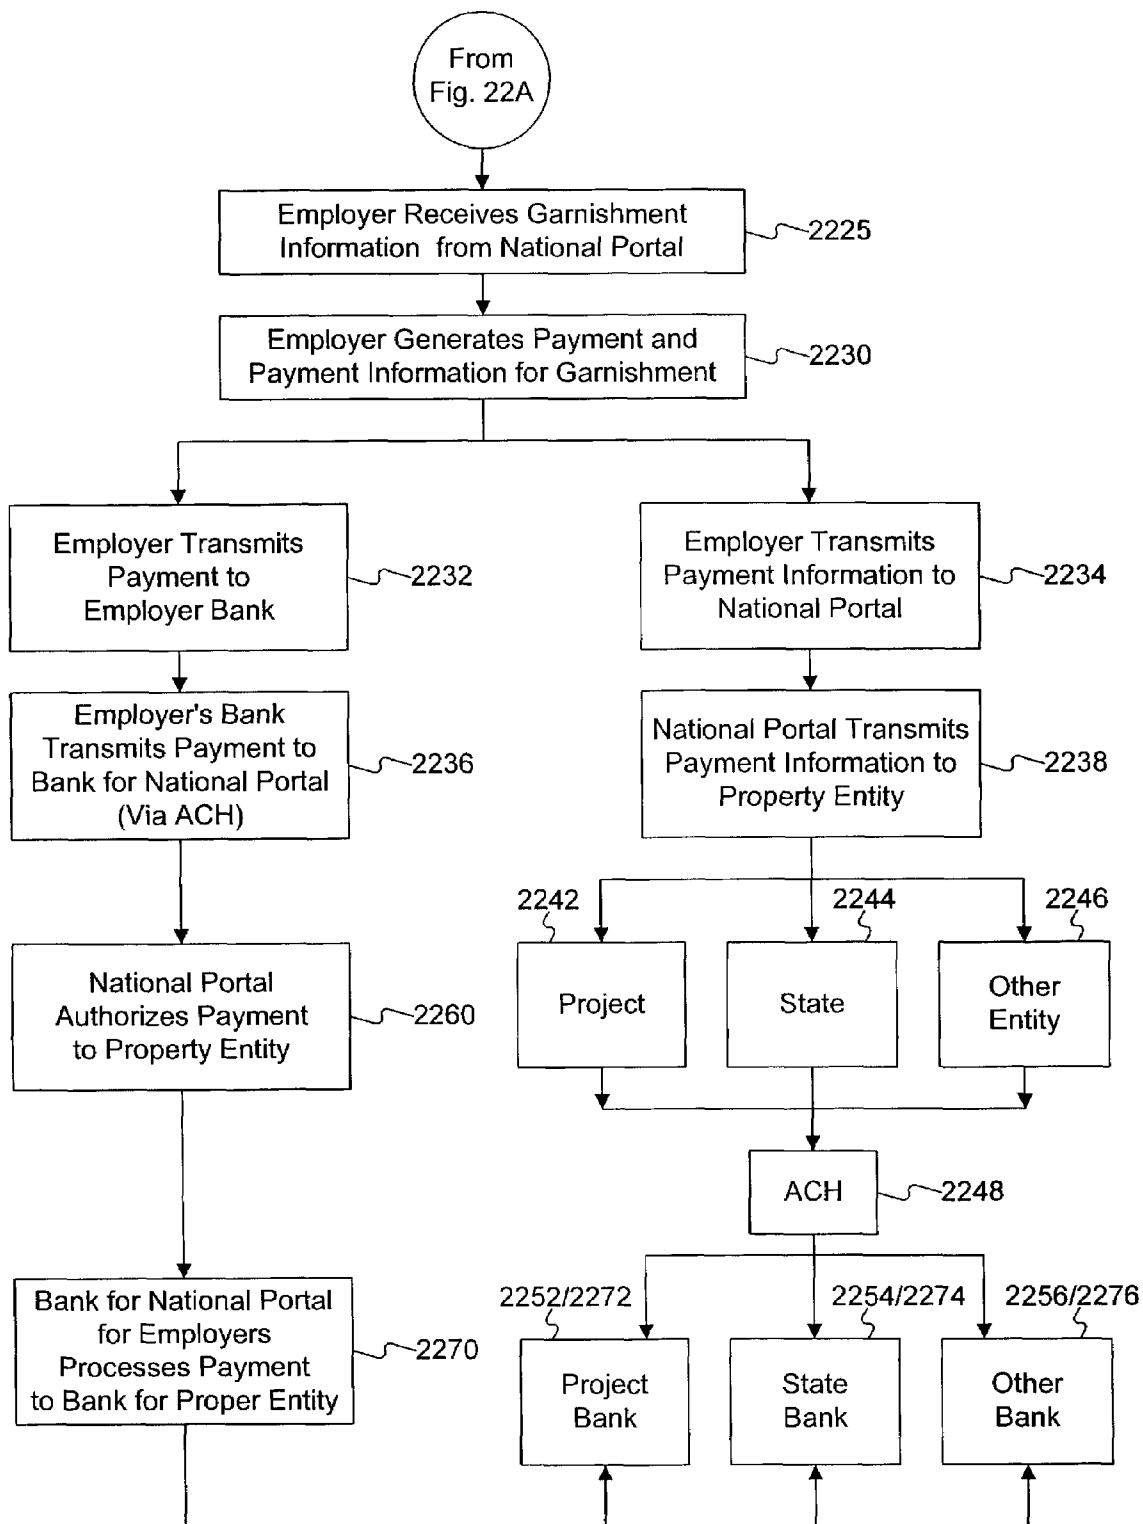 From
Fig. 22A
Employer Receives Garnishment
Information from National Portal
2225
Employer Generates Payment and
Payment Information for Garnishment
2230
Employer Transmits
Payment to
Employer Bank
2232
Employer Transmits
Payment Information to
National Portal
2234
Employer's Bank
Transmits Payment to
Bank for National Portal
(Via ACH)
2236
National Portal Transmits
Payment Information to
Property Entity
2238
2242
2244
2246
Project
State
Other
Entity
National Portal
Authorizes Payment
to Property Entity
2260
ACH
2248
Bank for National Portal
for Employers
Processes Payment
to Bank for Proper Entity
2270
2252/2272
2254/2274
2256/2276
Project
Bank
State
Bank
Other
Bank